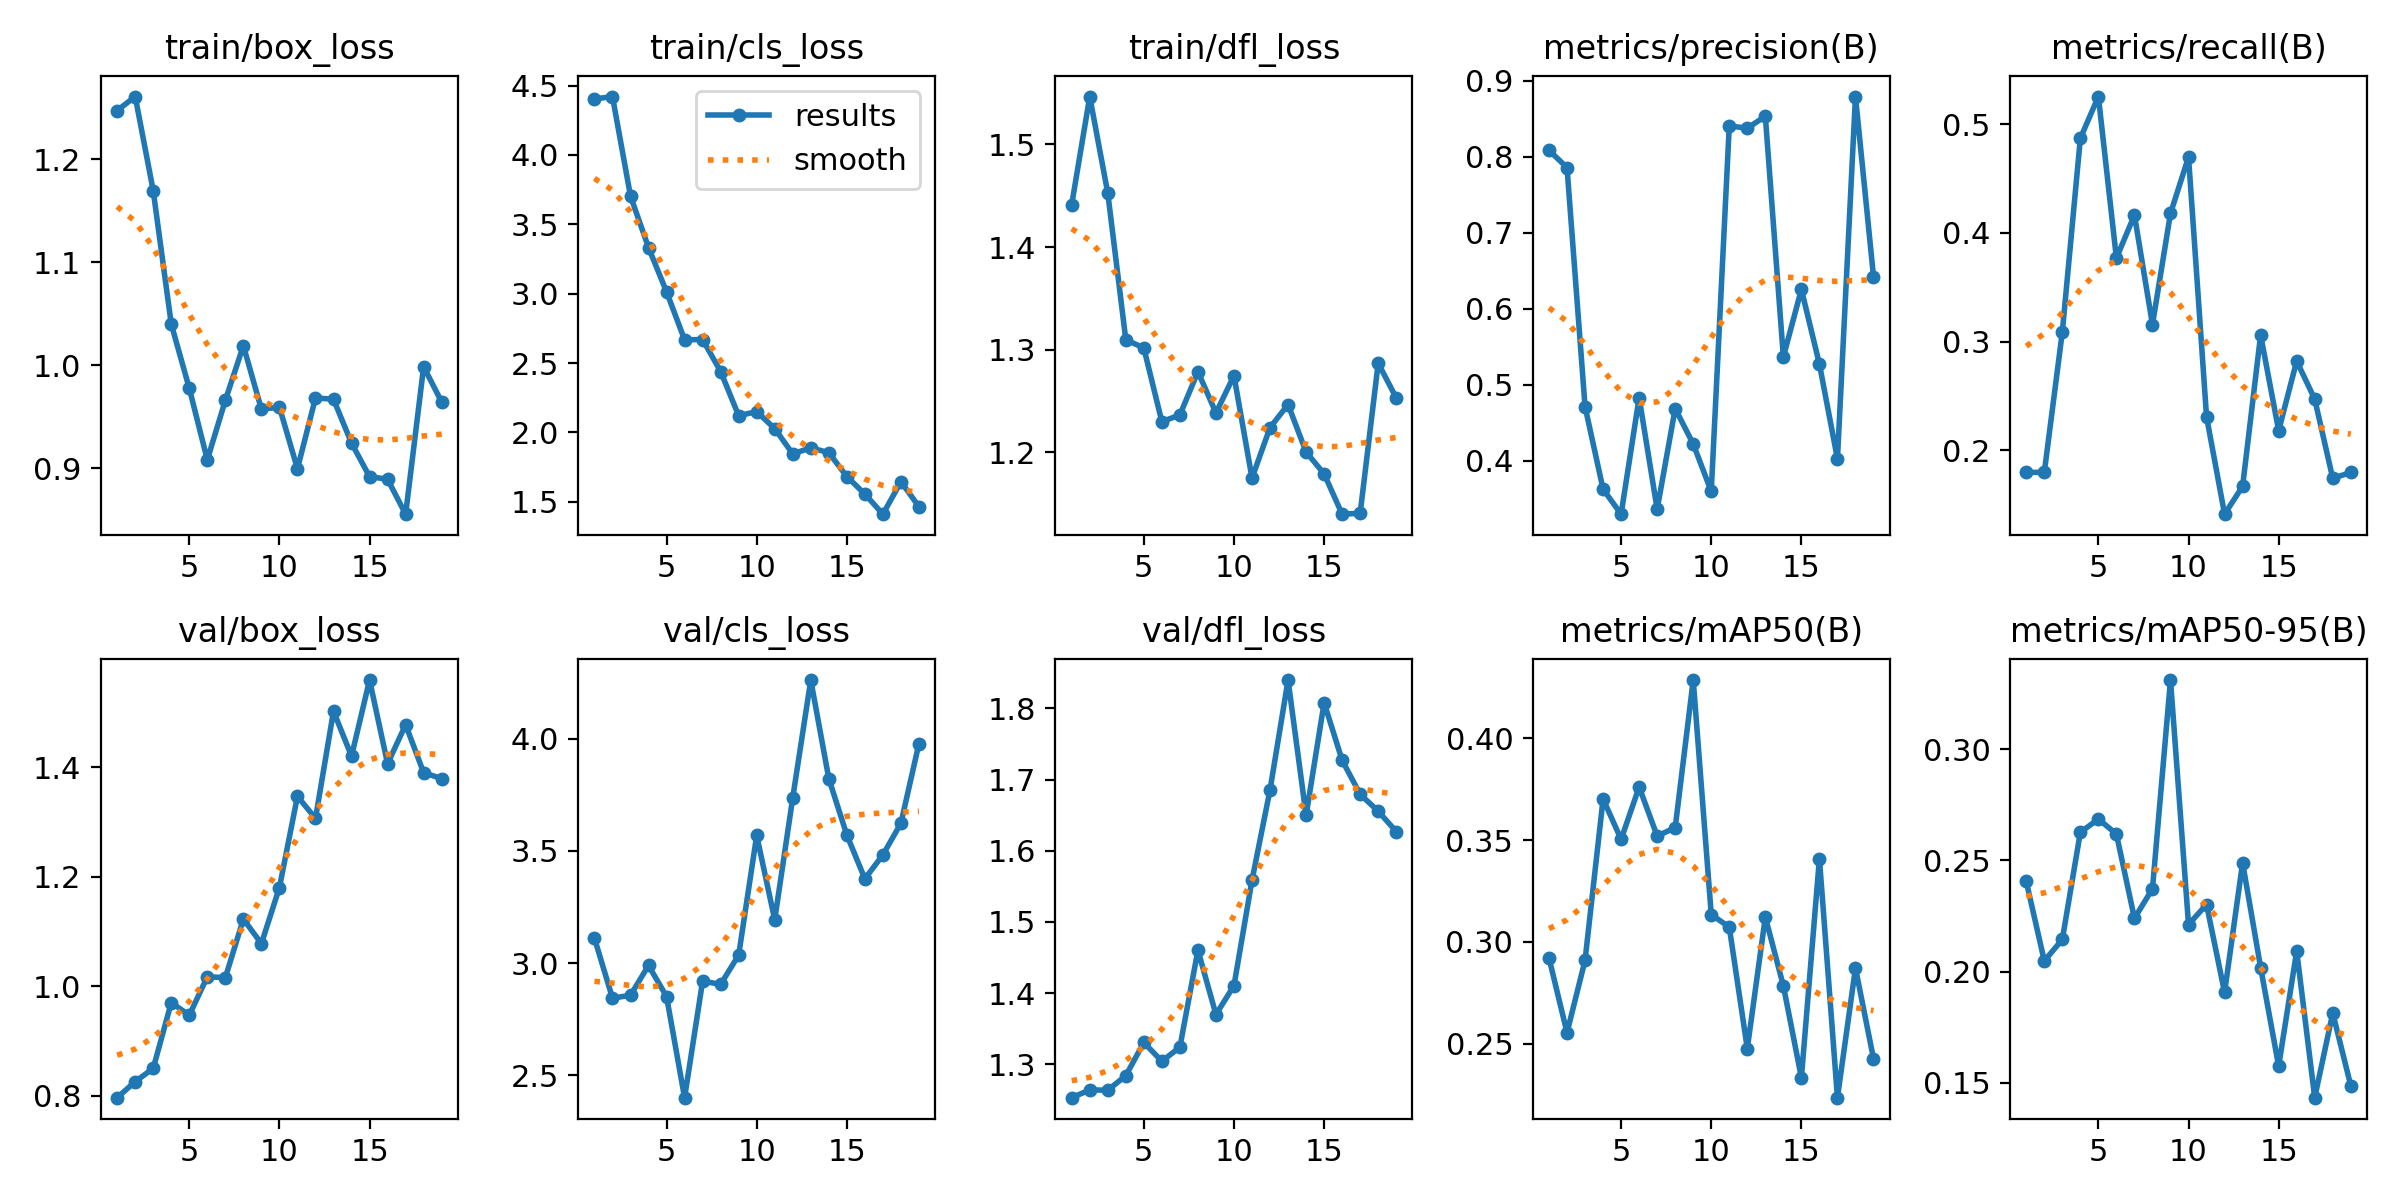 train/box_loss
train/cls_loss
train/dfl_loss
metrics/precision(B)
metrics/recall(B)
1.2
1.1
1.0
0.9
5 10 15
4.5
4.0
3.5
3.0
2.5
2.0
1.5
results
smooth
5 10 15
1.5
1.4
1.3
1.2
5 10 15
0.9
0.8
0.7
0.6
0.5
0.4
5 10 15
0.5
0.4
0.3
0.2
5 10 15
val/box_loss
val/cls_loss
val/dfl_loss
metrics/mAP50(B)
metrics/mAP50-95(B)
1.4
1.2
1.0
0.8
5 10 15
4.0
3.5
3.0
2.5
5 10 15
1.8
1.7
1.6
1.5
1.4
1.3
5 10 15
0.40
0.35
0.30
0.25
5 10 15
0.30
0.25
0.20
0.15
5 10 15